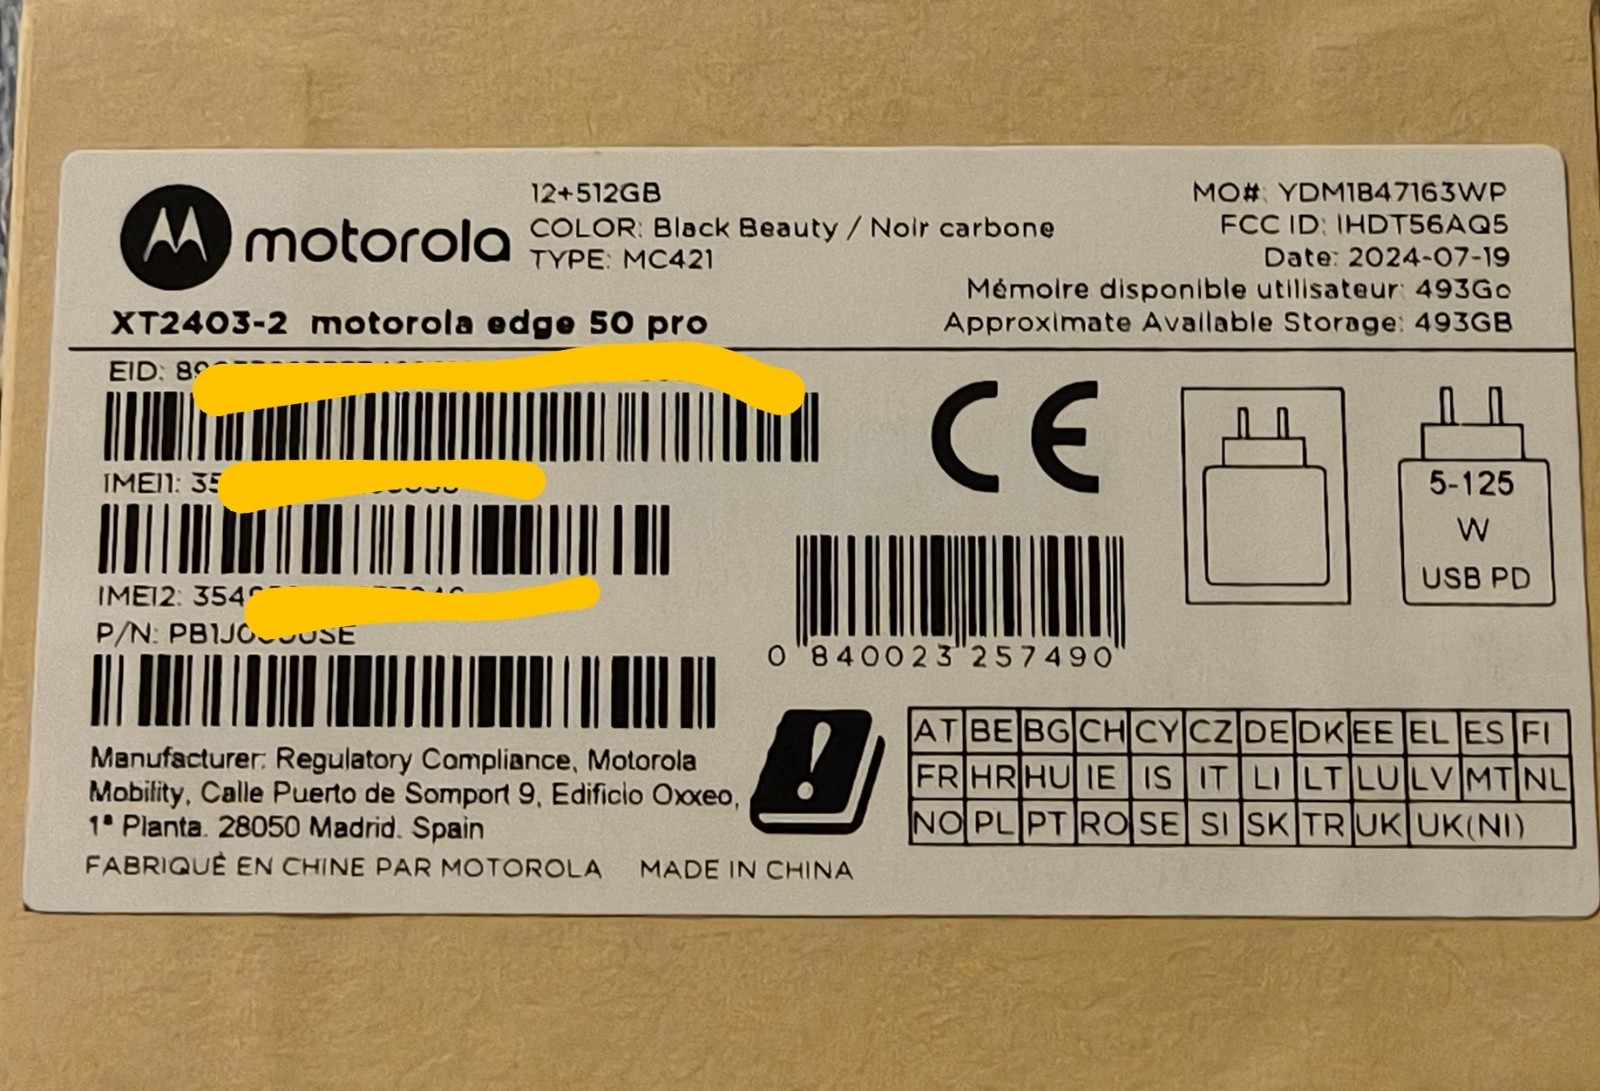 motorola
12+512GB
COLOR: Black Beauty / Noir carbone
TYPE: MC421
MO#: YDM1847163WP
FCC ID: IHDT56AQ5
Date: 2024-07-19
Mémoire disponible utilisateur: 493Go
Approximate Available Storage: 493GB
XT2403-2 motorola edge 50 pro
EID:
IMEI1:
IMEI2:
P/N:
Manufacturer: Regulatory Compliance, Motorola
Mobility, Calle Puerto de Somport 9, Edificio Oxxeo,
1ª Planta. 28050 Madrid. Spain
FABRIQUÉ EN CHINE PAR MOTOROLA MADE IN CHINA
CE
5-125
W
USB PD
0 840023 257490
AT BE BG CH CY CZ DE DK EE EL ES FI
FR HR HU IE IS IT LI LT LU LV MT NL
NO PL PT RO SE SI SK TR UK UK(NI)